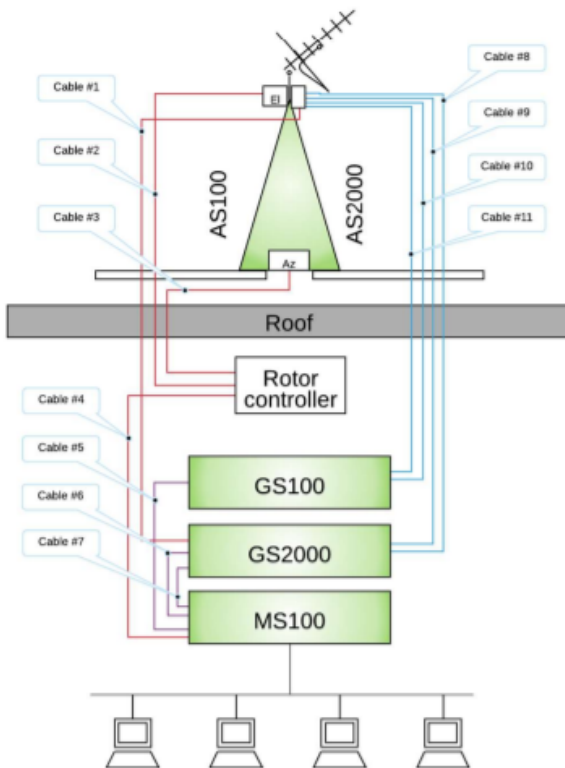 Cable #1
Cable #8
Cable #2
El
Cable #9
Cable #10
Cable #3
AS100
AS2000
Cable #11
Az
Roof
Rotor
controller
Cable #4
Cable #5
GS100
Cable #6
Cable #7
GS2000
MS100